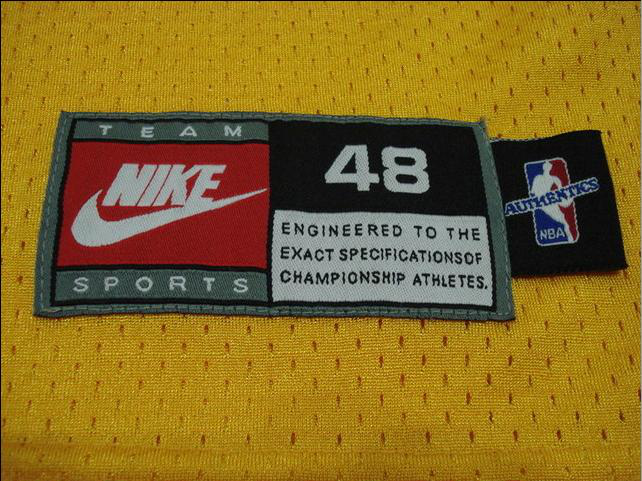 TEAM
NIKE
SPORTS
48
ENGINEERED TO THE
EXACT SPECIFICATIONSOF
CHAMPIONSHIP ATHLETES.
AUTHENTICS
NBA